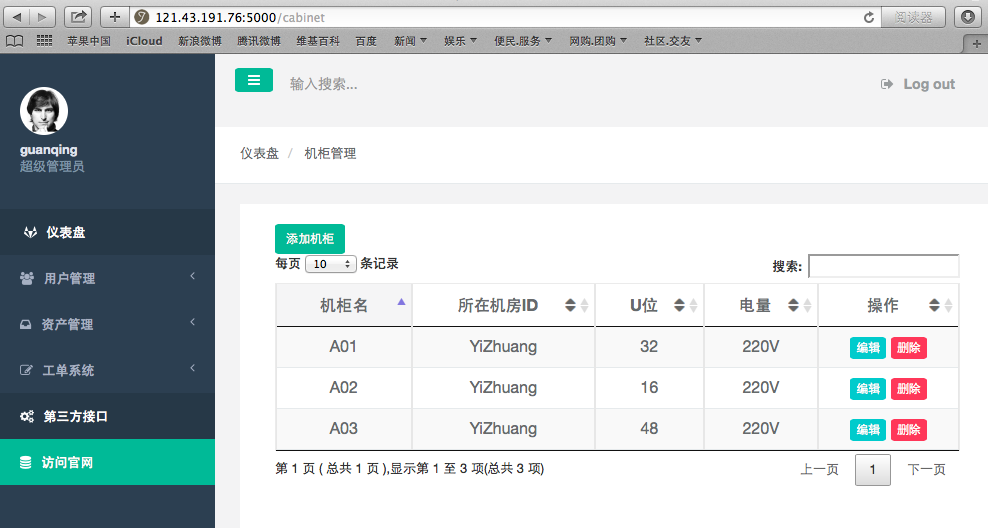 121.43.191.76:5000/cabinet
阅读器
苹果中国 iCloud 新浪微博 腾讯微博 维基百科 百度 新闻 娱乐 便民.服务 网购.团购 社区.交友
输入搜索...
Log out
guanqing
超级管理员
仪表盘
用户管理
资产管理
工单系统
第三方接口
访问官网
仪表盘 / 机柜管理
添加机柜
每页 10 条记录
搜索:
机柜名 所在机房ID U位 电量 操作
A01 YiZhuang 32 220V 编辑 删除
A02 YiZhuang 16 220V 编辑 删除
A03 YiZhuang 48 220V 编辑 删除
第 1 页 ( 总共 1 页 ),显示第 1 至 3 项(总共 3 项)
上一页 1 下一页